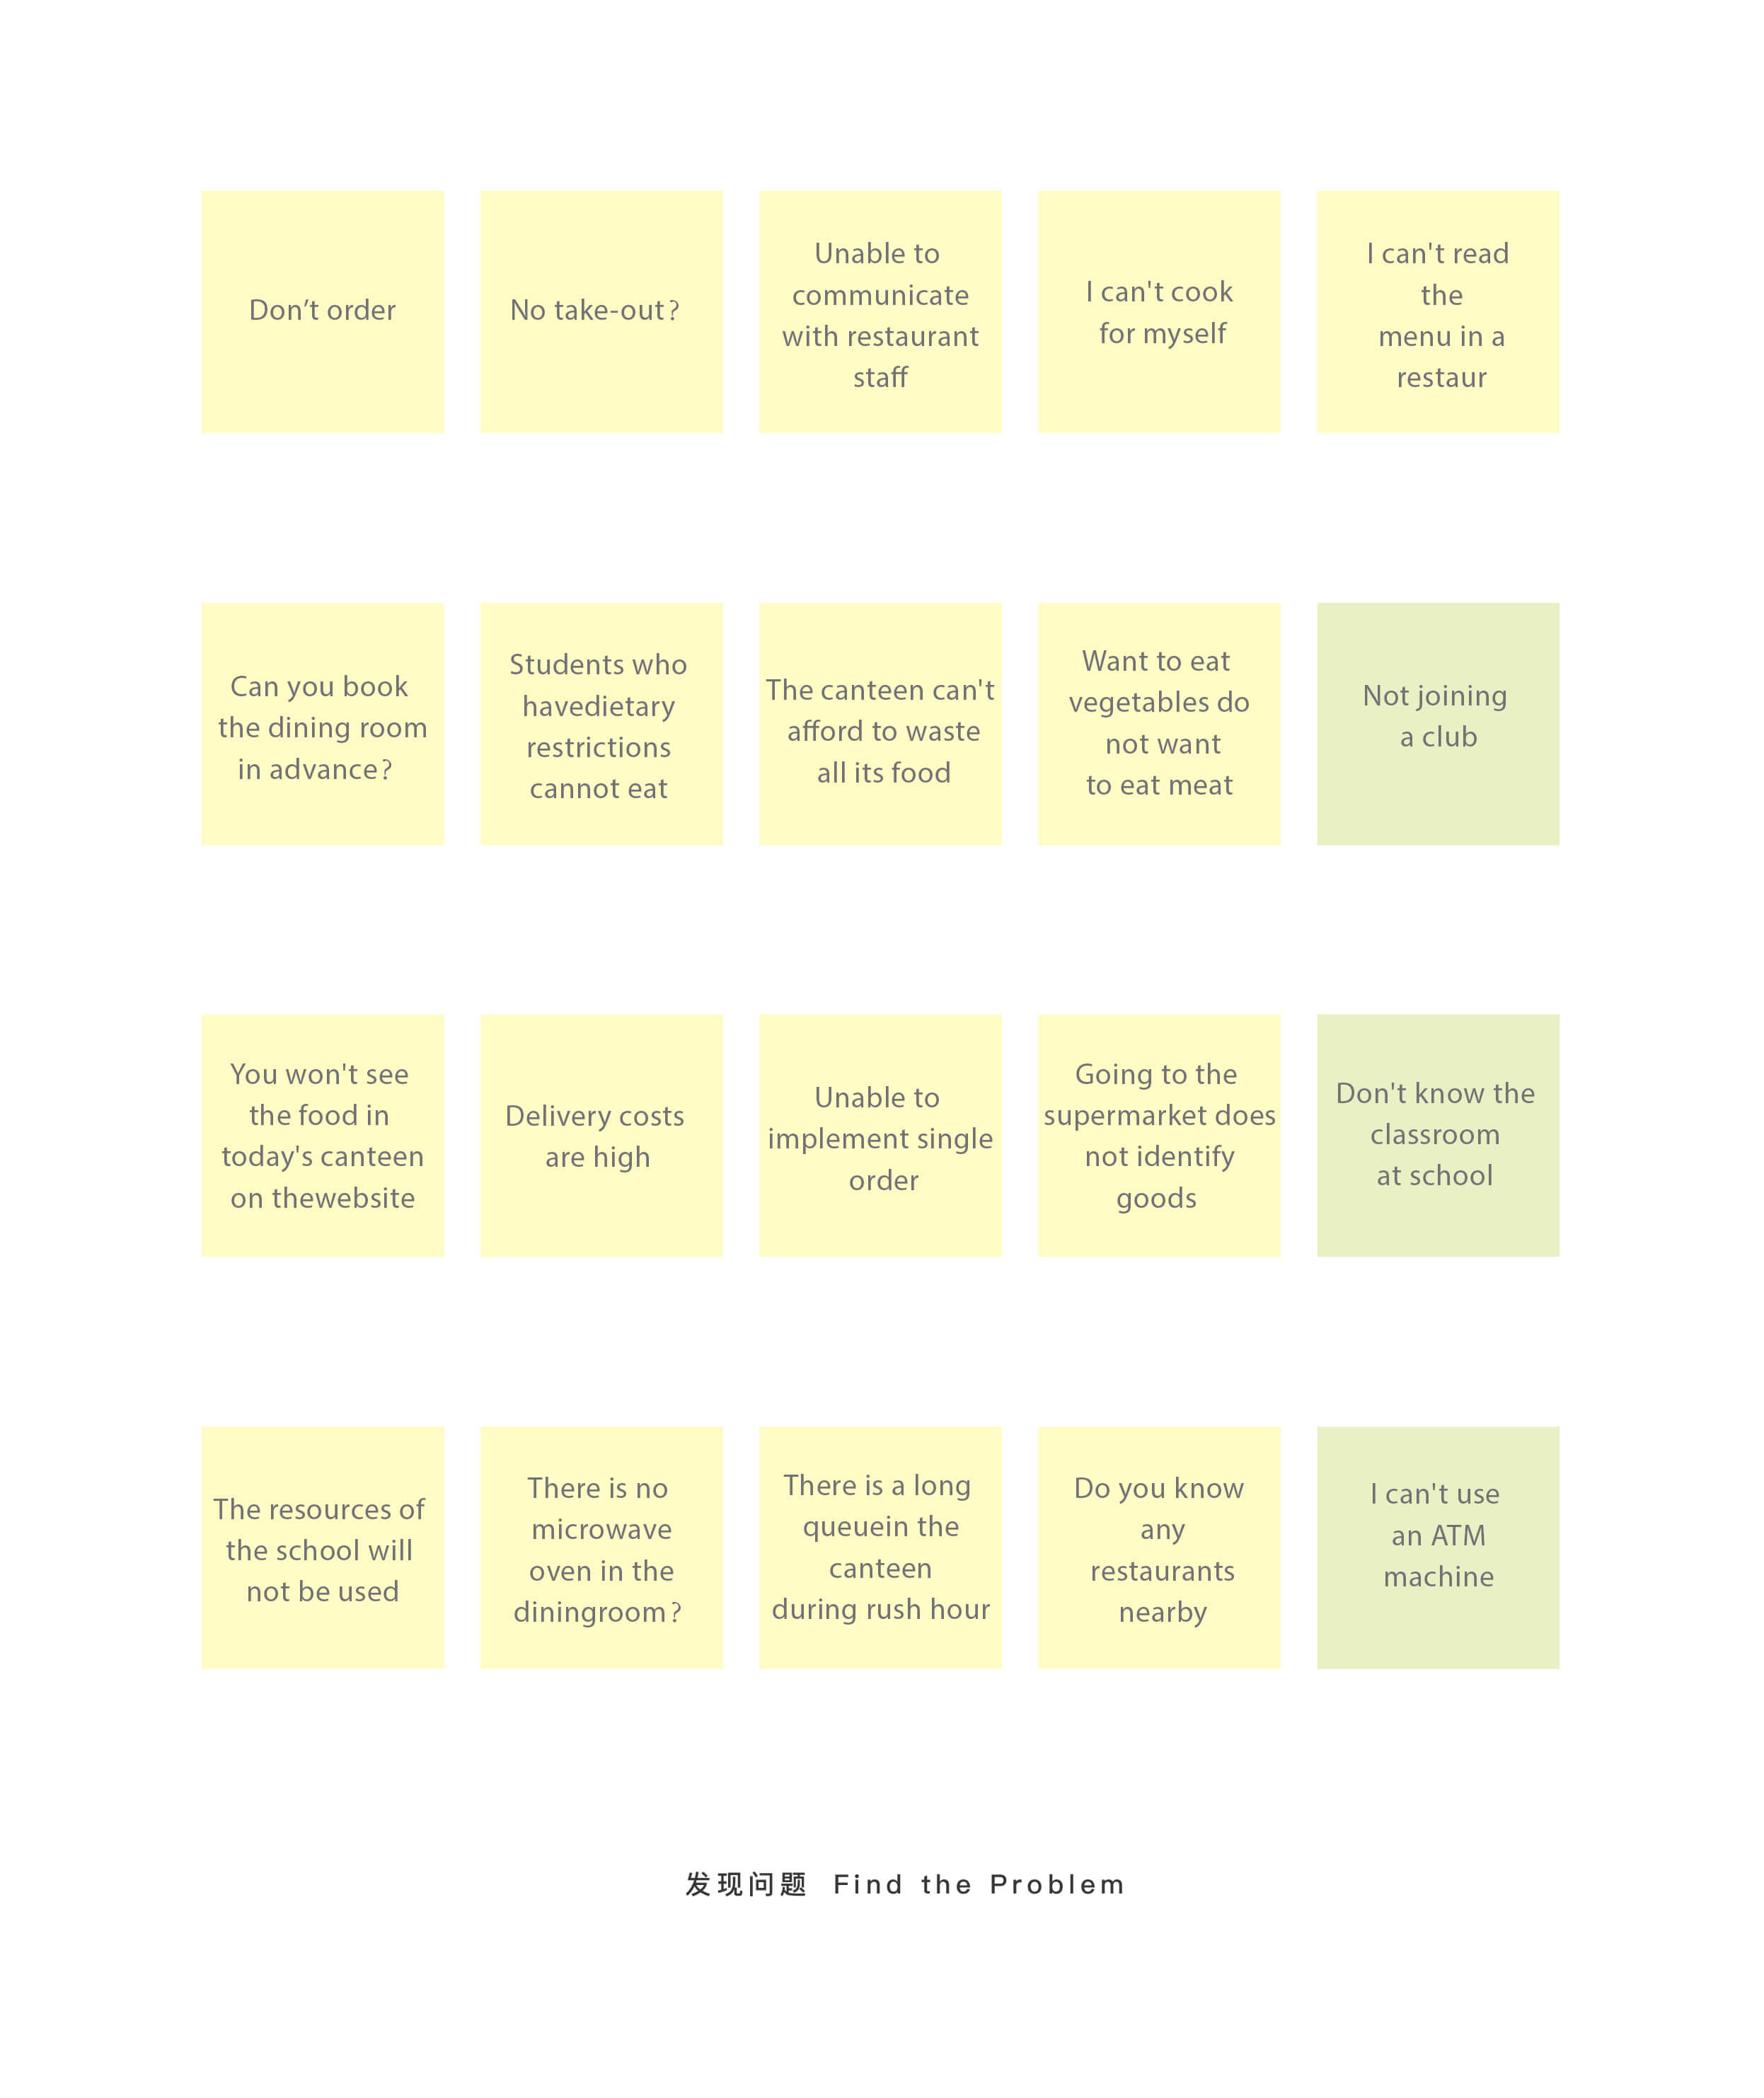 Don’t order
No take-out?
Unable to
communicate
with restaurant
staff
I can't cook
for myself
I can't read
the
menu in a
restaur
Can you book
the dining room
in advance?
Students who
havedietary
restrictions
cannot eat
The canteen can't
afford to waste
all its food
Want to eat
vegetables do
not want
to eat meat
Not joining
a club
You won't see
the food in
today's canteen
on thewebsite
Delivery costs
are high
Unable to
implement single
order
Going to the
supermarket does
not identify
goods
Don't know the
classroom
at school
The resources of
the school will
not be used
There is no
microwave
oven in the
diningroom?
There is a long
queuein the
canteen
during rush hour
Do you know
any
restaurants
nearby
I can't use
an ATM
machine
发现问题 Find the Problem